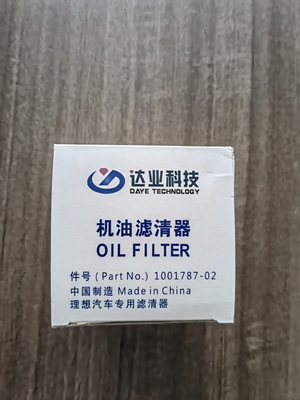 达业科技
DAYE TECHNOLOGY
机油滤清器
OIL FILTER
件号 (Part No.) 1001787-02
中国制造 Made in China
理想汽车专用滤清器